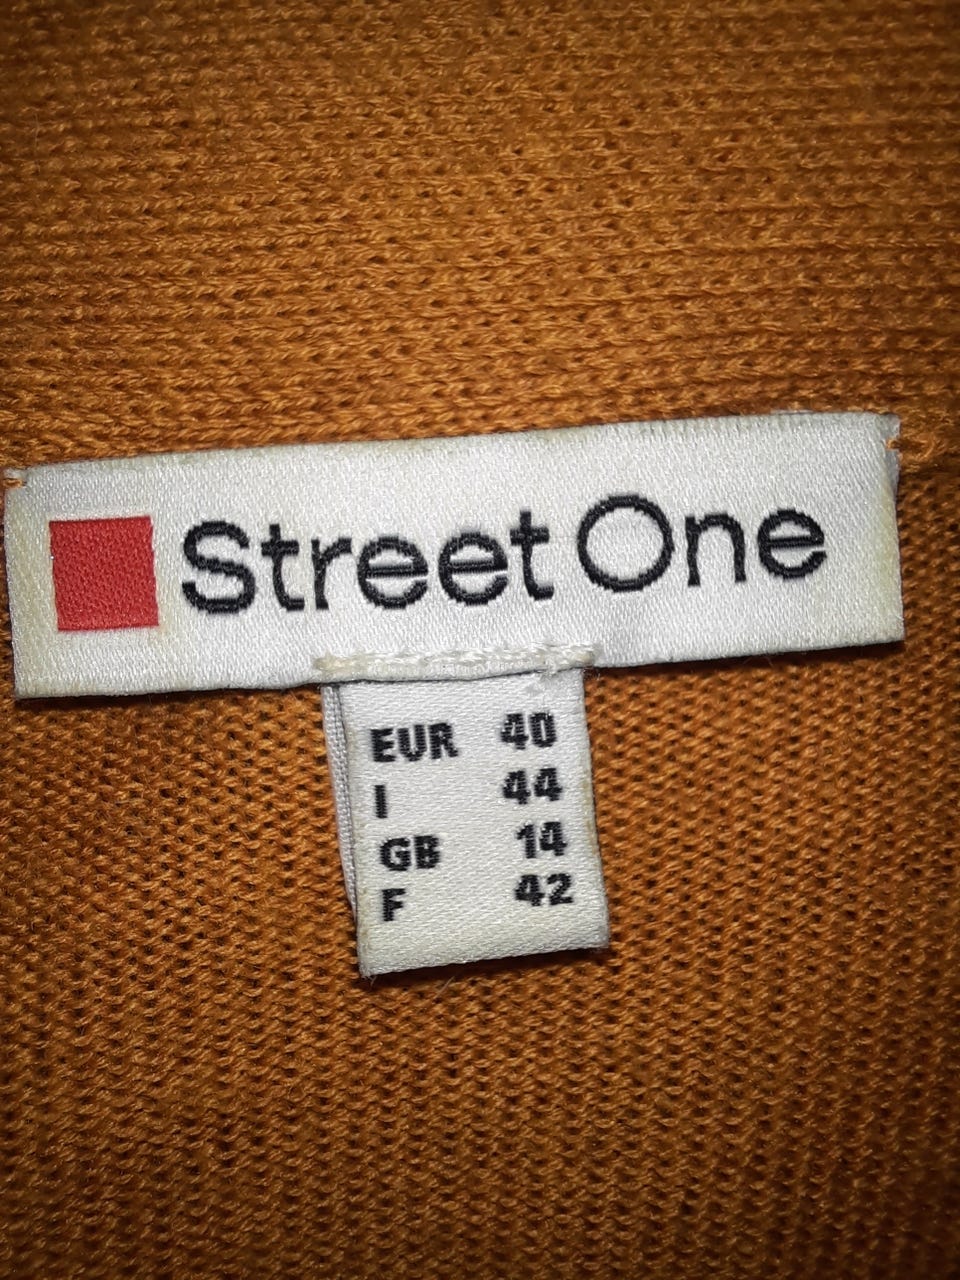 Street One
EUR 40
I 44
GB 14
F 42